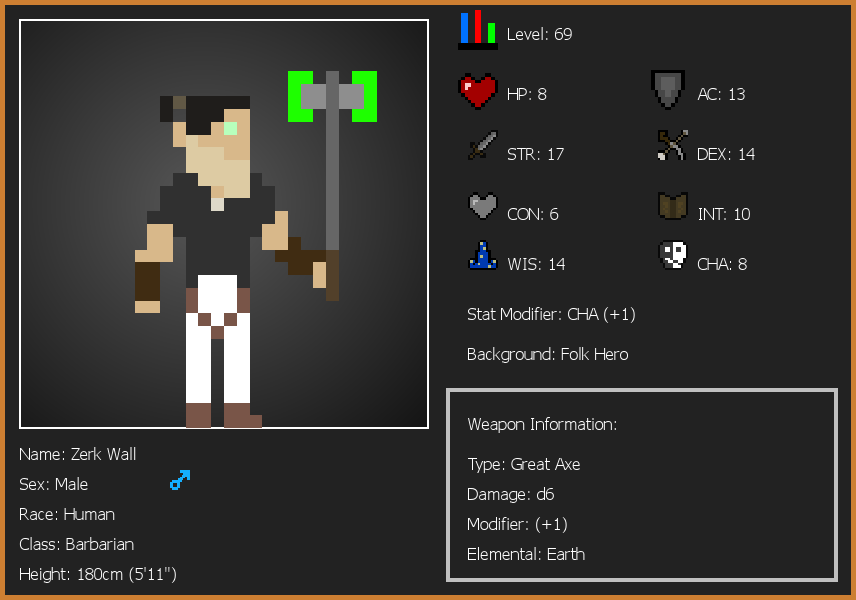 Level: 69
HP: 8
AC: 13
STR: 17
DEX: 14
CON: 6
INT: 10
WIS: 14
CHA: 8
Stat Modifier: CHA (+1)
Background: Folk Hero
Weapon Information:
Type: Great Axe
Damage: d6
Modifier: (+1)
Elemental: Earth
Name: Zerk Wall
Sex: Male
Race: Human
Class: Barbarian
Height: 180cm (5'11")